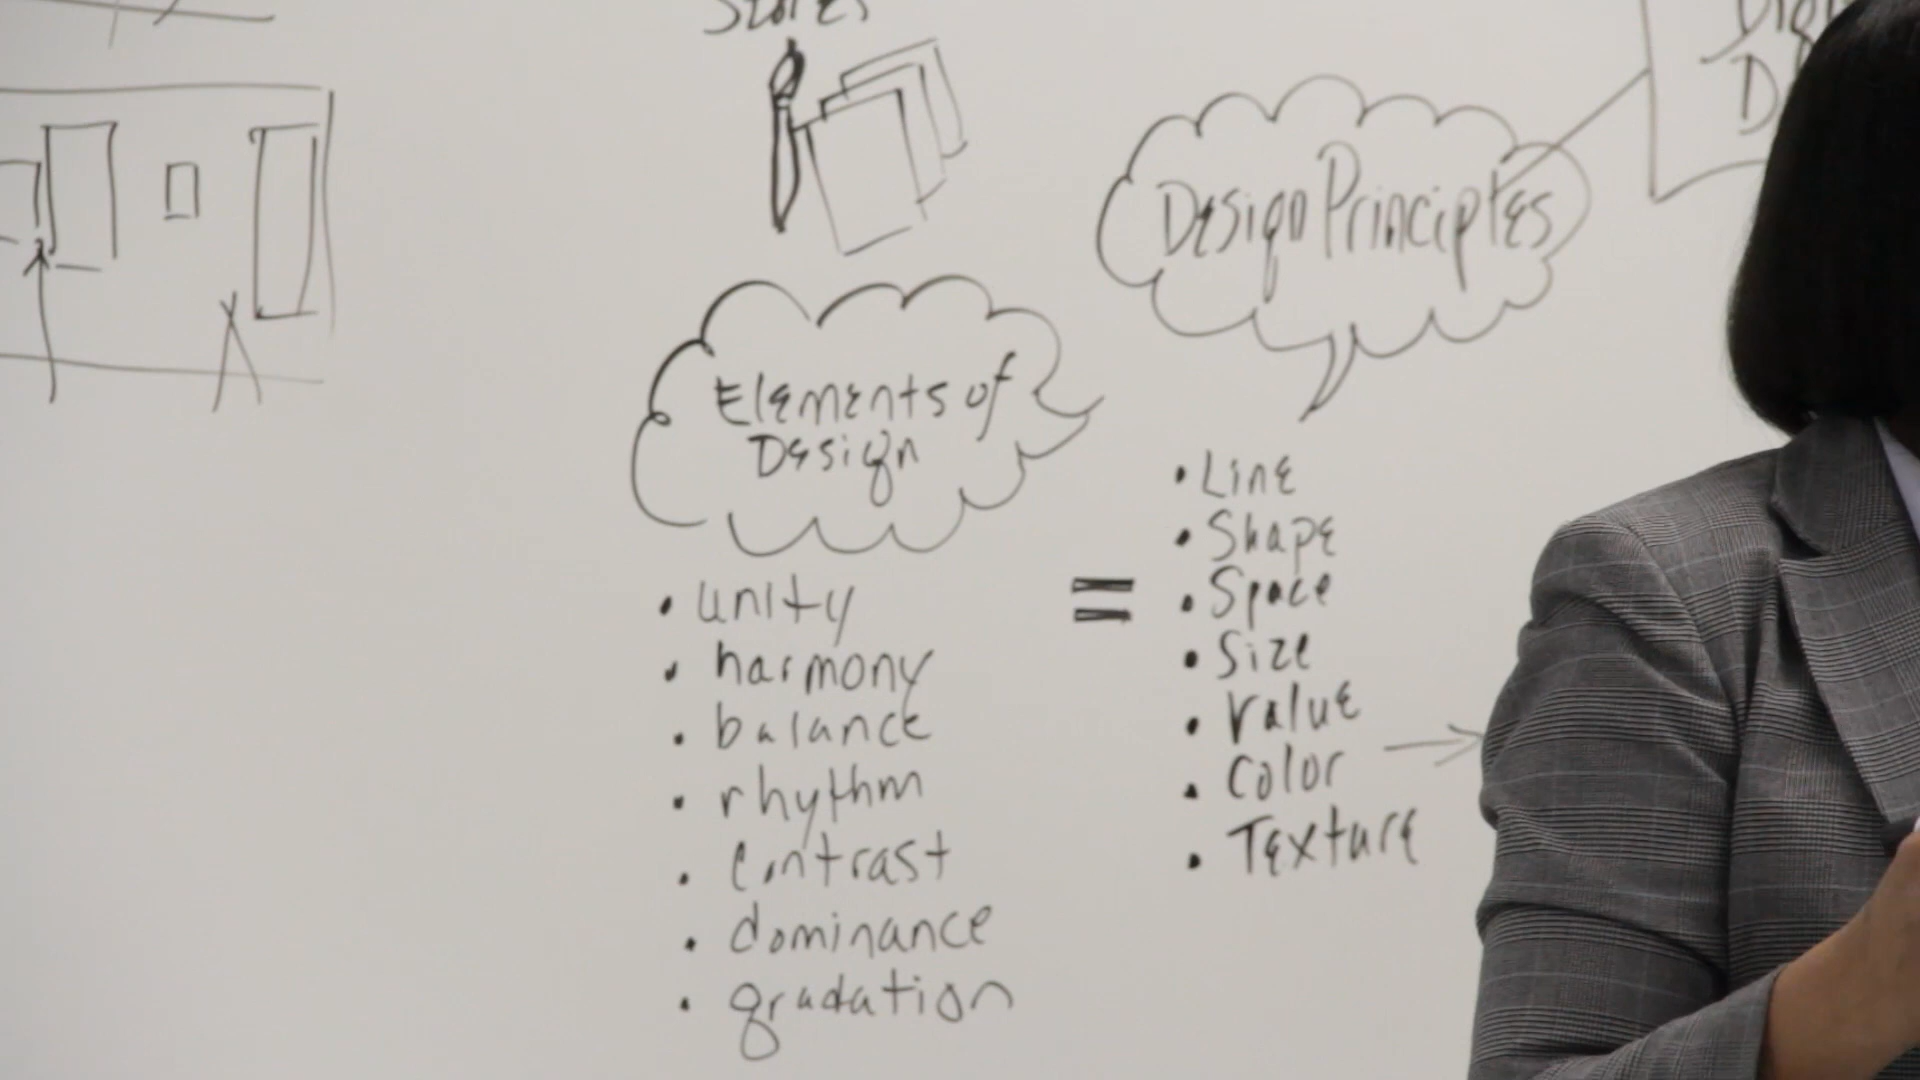 Elements of
Design
• unity
• harmony
• balance
• rhythm
• contrast
• dominance
• gradation
=
Design Principles
• Line
• Shape
• Space
• Size
• Value
• Color →
• Texture